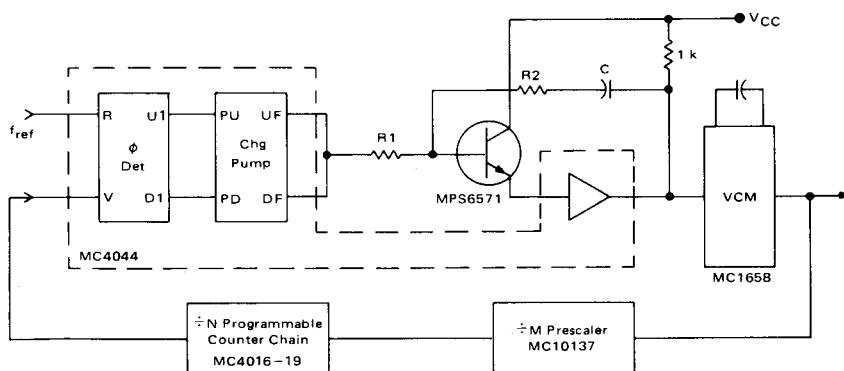 VCC
1 k
R2
C
fref
R
U1
φ
Det
V
D1
PU
UF
Chg
Pump
PD
DF
R1
MPS6571
MC4044
VCM
MC1658
÷N Programmable
Counter Chain
MC4016-19
÷M Prescaler
MC10137